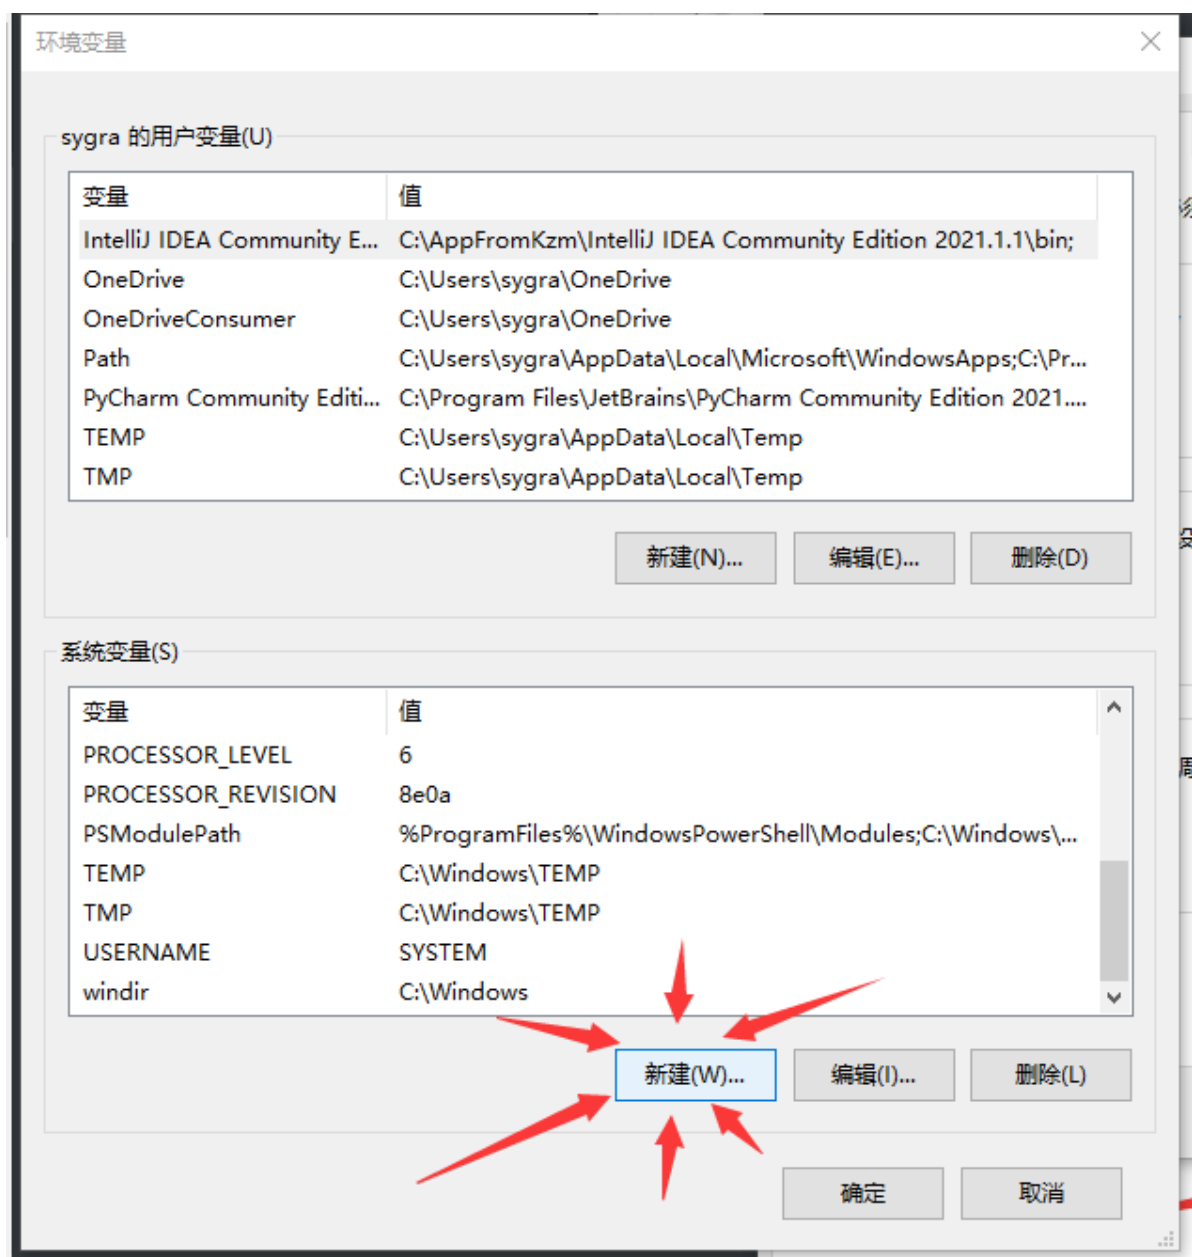 环境变量
sygra 的用户变量(U)
变量 值
IntelliJ IDEA Community E... C:\AppFromKzm\IntelliJ IDEA Community Edition 2021.1.1\bin;
OneDrive C:\Users\sygra\OneDrive
OneDriveConsumer C:\Users\sygra\OneDrive
Path C:\Users\sygra\AppData\Local\Microsoft\WindowsApps;C:\Pr...
PyCharm Community Editi... C:\Program Files\JetBrains\PyCharm Community Edition 2021....
TEMP C:\Users\sygra\AppData\Local\Temp
TMP C:\Users\sygra\AppData\Local\Temp
新建(N)... 编辑(E)... 删除(D)
系统变量(S)
变量 值
PROCESSOR_LEVEL 6
PROCESSOR_REVISION 8e0a
PSModulePath %ProgramFiles%\WindowsPowerShell\Modules;C:\Windows\...
TEMP C:\Windows\TEMP
TMP C:\Windows\TEMP
USERNAME SYSTEM
windir C:\Windows
新建(W)... 编辑(I)... 删除(L)
确定 取消